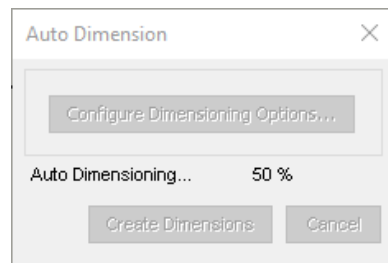 Auto Dimension
Configure Dimensioning Options...
Auto Dimensioning... 50 %
Create Dimensions Cancel